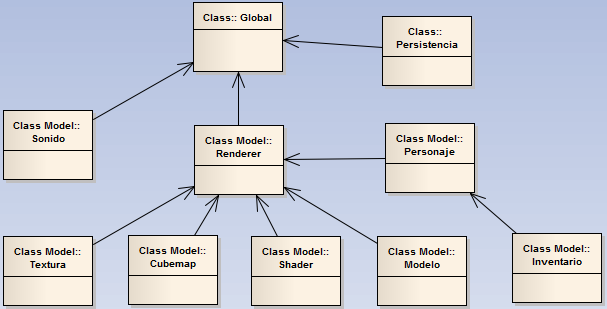 Class:: Global
Class::
Persistencia
Class Model::
Sonido
Class Model::
Renderer
Class Model::
Personaje
Class Model::
Textura
Class Model::
Cubemap
Class Model::
Shader
Class Model::
Modelo
Class Model::
Inventario